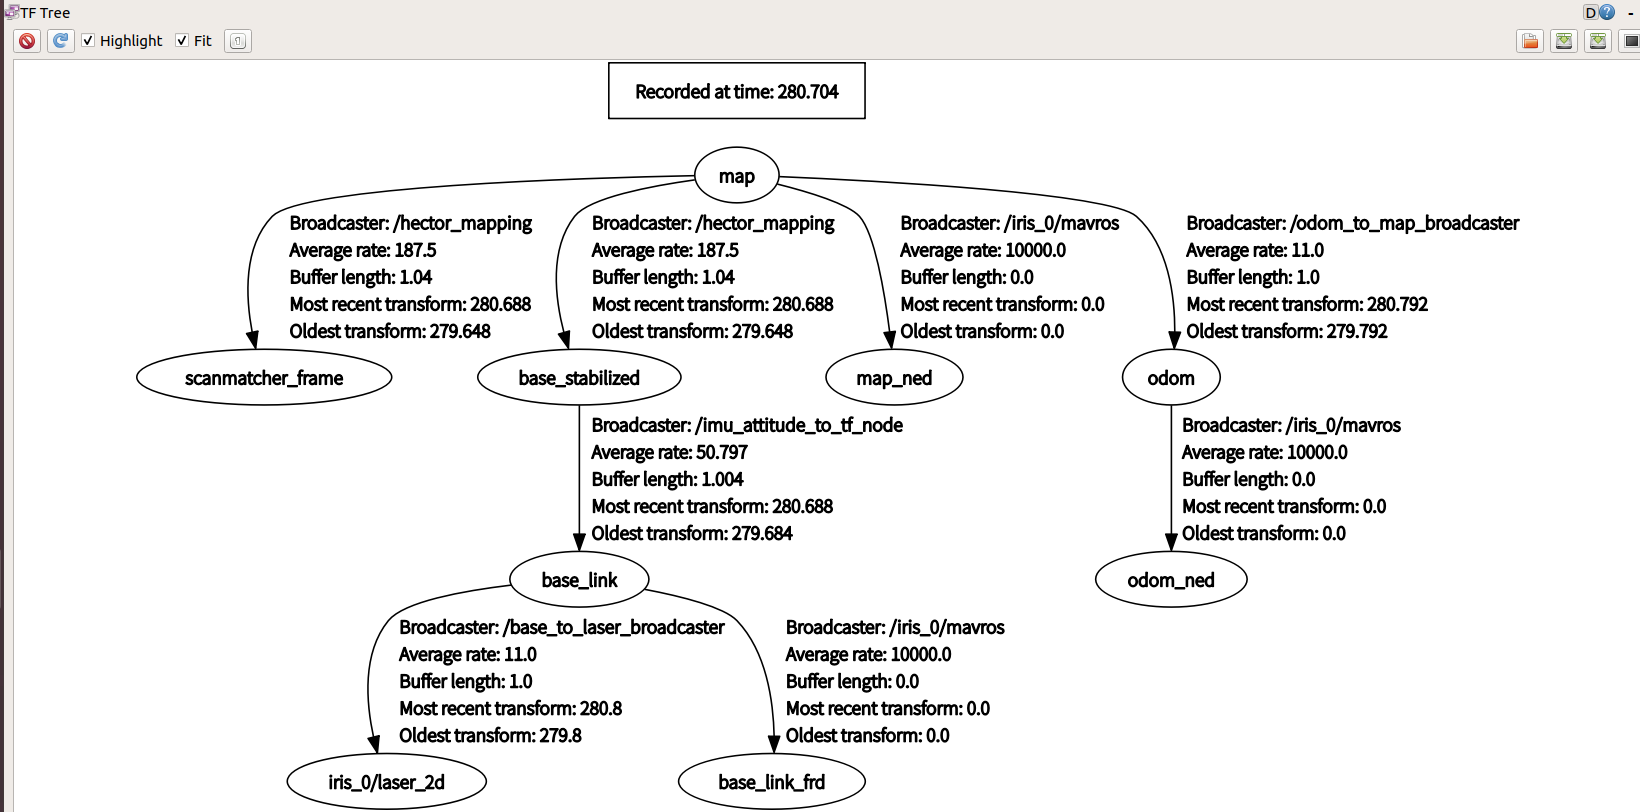 TF Tree
D ?
Highlight Fit
Recorded at time: 280.704
map
Broadcaster: /hector_mapping
Average rate: 187.5
Buffer length: 1.04
Most recent transform: 280.688
Oldest transform: 279.648
Broadcaster: /hector_mapping
Average rate: 187.5
Buffer length: 1.04
Most recent transform: 280.688
Oldest transform: 279.648
Broadcaster: /iris_0/mavros
Average rate: 10000.0
Buffer length: 0.0
Most recent transform: 0.0
Oldest transform: 0.0
Broadcaster: /odom_to_map_broadcaster
Average rate: 11.0
Buffer length: 1.0
Most recent transform: 280.792
Oldest transform: 279.792
scanmatcher_frame
base_stabilized
map_ned
odom
Broadcaster: /imu_attitude_to_tf_node
Average rate: 50.797
Buffer length: 1.004
Most recent transform: 280.688
Oldest transform: 279.684
Broadcaster: /iris_0/mavros
Average rate: 10000.0
Buffer length: 0.0
Most recent transform: 0.0
Oldest transform: 0.0
base_link
odom_ned
Broadcaster: /base_to_laser_broadcaster
Average rate: 11.0
Buffer length: 1.0
Most recent transform: 280.8
Oldest transform: 279.8
Broadcaster: /iris_0/mavros
Average rate: 10000.0
Buffer length: 0.0
Most recent transform: 0.0
Oldest transform: 0.0
iris_0/laser_2d
base_link_frd